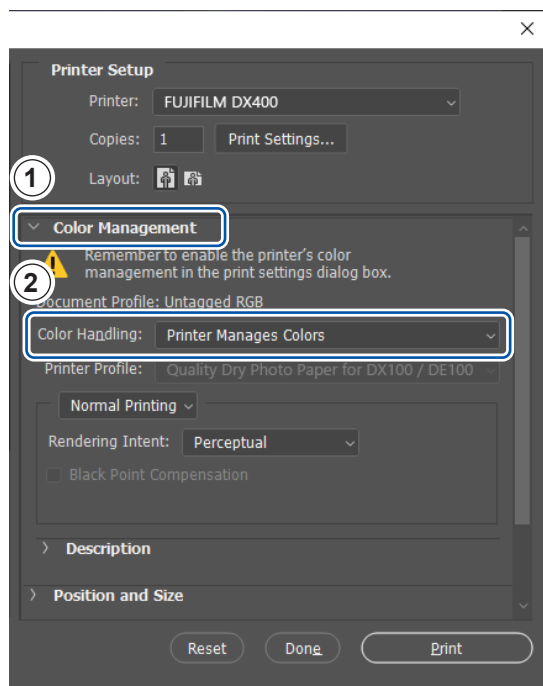 Printer Setup
Printer: FUJIFILM DX400
Copies: 1 Print Settings...
Layout:
1
Color Management
Remember to enable the printer's color
management in the print settings dialog box.
2
Document Profile: Untagged RGB
Color Handling: Printer Manages Colors
Printer Profile: Quality Dry Photo Paper for DX100 / DE100
Normal Printing
Rendering Intent: Perceptual
Black Point Compensation
Description
Position and Size
Reset Done Print